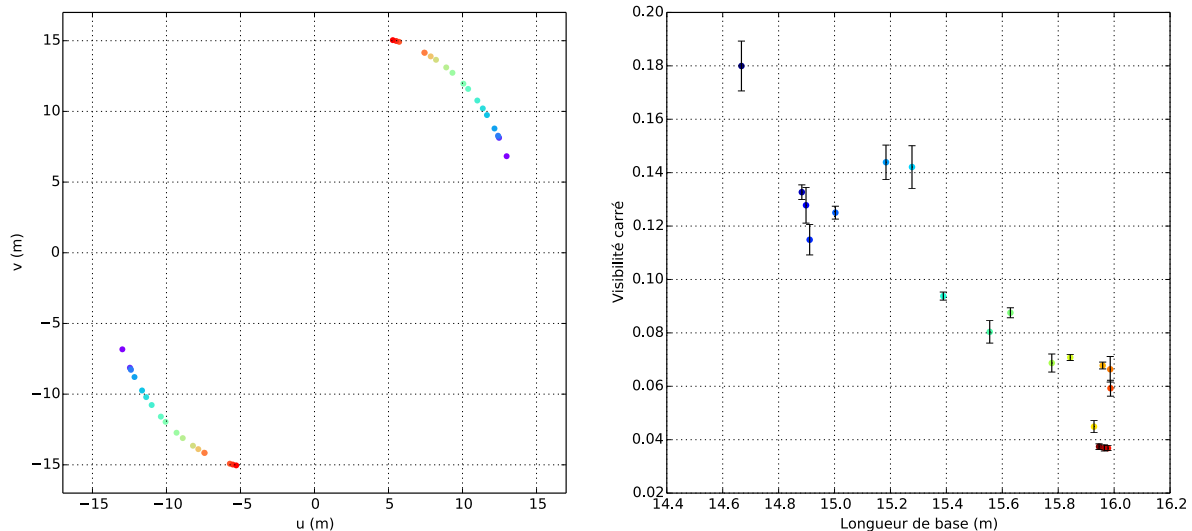 15
10
5
0
−5
−10
−15
v (m)
−15 −10 −5 0 5 10 15
u (m)
0.20
0.18
0.16
0.14
0.12
0.10
0.08
0.06
0.04
0.02
Visibilité carré
14.4 14.6 14.8 15.0 15.2 15.4 15.6 15.8 16.0 16.2
Longueur de base (m)